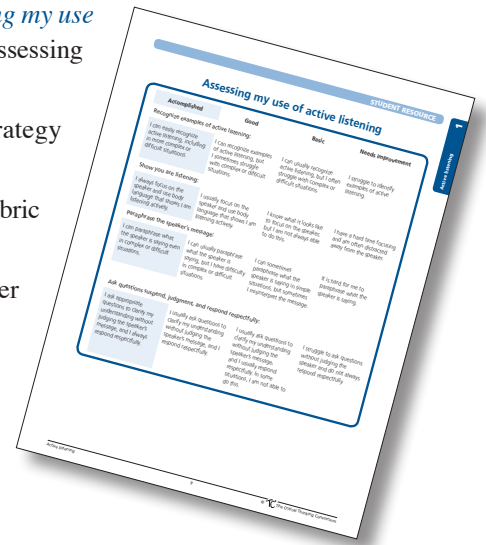 ng my use
ssessing
rategy
bric
er
STUDENT RESOURCE
1
Active listening
Assessing my use of active listening
Accomplished
Good
Basic
Needs improvement
Recognize examples of active listening:
I can easily recognize
active listening, including
in more complex or
difficult situations.
I can recognize examples
of active listening, but
I sometimes struggle
with complex or difficult
situations.
I can usually recognize
active listening, but I often
struggle with complex or
difficult situations.
I struggle to identify
examples of active
listening.
Show you are listening:
I always focus on the
speaker and use body
language that shows I am
listening actively.
I usually focus on the
speaker and use body
language that shows I am
listening actively.
I know what it looks like
to focus on the speaker,
but I am not always able
to do this.
I have a hard time focusing
and am often distracted
away from the speaker.
Paraphrase the speaker's message:
I can paraphrase what
the speaker is saying even
in complex or difficult
situations.
I can usually paraphrase
what the speaker is
saying, but I have difficulty
in complex or difficult
situations.
I can sometimes
paraphrase what the
speaker is saying in simple
situations, but sometimes
I misinterpret the message.
It is hard for me to
paraphrase what the
speaker is saying.
Ask questions suspend, judgment, and respond respectfully:
I ask appropriate
questions to clarify my
understanding without
judging the speaker's
message, and I always
respond respectfully.
I usually ask questions to
clarify my understanding
without judging the
speaker's message, and I
respond respectfully.
I usually ask questions to
clarify my understanding
without judging the
speaker's message,
and I usually respond
respectfully. In some
situations, I am not able to
do this.
I struggle to ask questions
without judging the
speaker and do not always
respond respectfully.
Active listening
The Critical Thinking Consortium